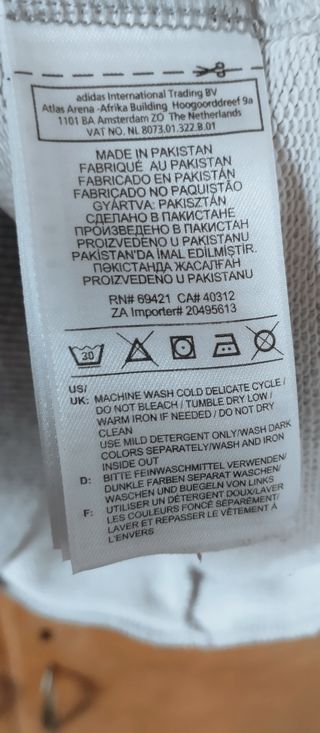 adidas International Trading BV
Atlas Arena -Afrika Building Hoogoorddreef 9a
1101 BA Amsterdam ZO The Netherlands
VAT NO. NL 8073.01.322.B.01
MADE IN PAKISTAN
FABRIQUÉ AU PAKISTAN
FABRICADO EN PAKISTÁN
FABRICADO NO PAQUISTÃO
GYÁRTVA: PAKISZTÁN
СДЕЛАНО В ПАКИСТАНЕ
ПРОИЗВЕДЕНО В ПАКИСТАН
PROIZVEDENO U PAKISTANU
PAKİSTAN'DA İMAL EDİLMİŞTİR.
ПӘКІСТАНДА ЖАСАЛҒАН
PROIZVEDENO U PAKISTANU
RN# 69421 CA# 40312
ZA Importer# 20495613
30
US/
UK: MACHINE WASH COLD DELICATE CYCLE /
DO NOT BLEACH / TUMBLE DRY LOW /
WARM IRON IF NEEDED / DO NOT DRY
CLEAN
USE MILD DETERGENT ONLY/WASH DARK
COLORS SEPARATELY/WASH AND IRON
INSIDE OUT
D: BITTE FEINWASCHMITTEL VERWENDEN/
DUNKLE FARBEN SEPARAT WASCHEN/
WASCHEN UND BUEGELN VON LINKS
F: UTILISER UN DÉTERGENT DOUX/LAVER
LES COULEURS FONCÉ SÉPARÉMENT/
LAVER ET REPASSER LE VÊTEMENT À
L'ENVERS